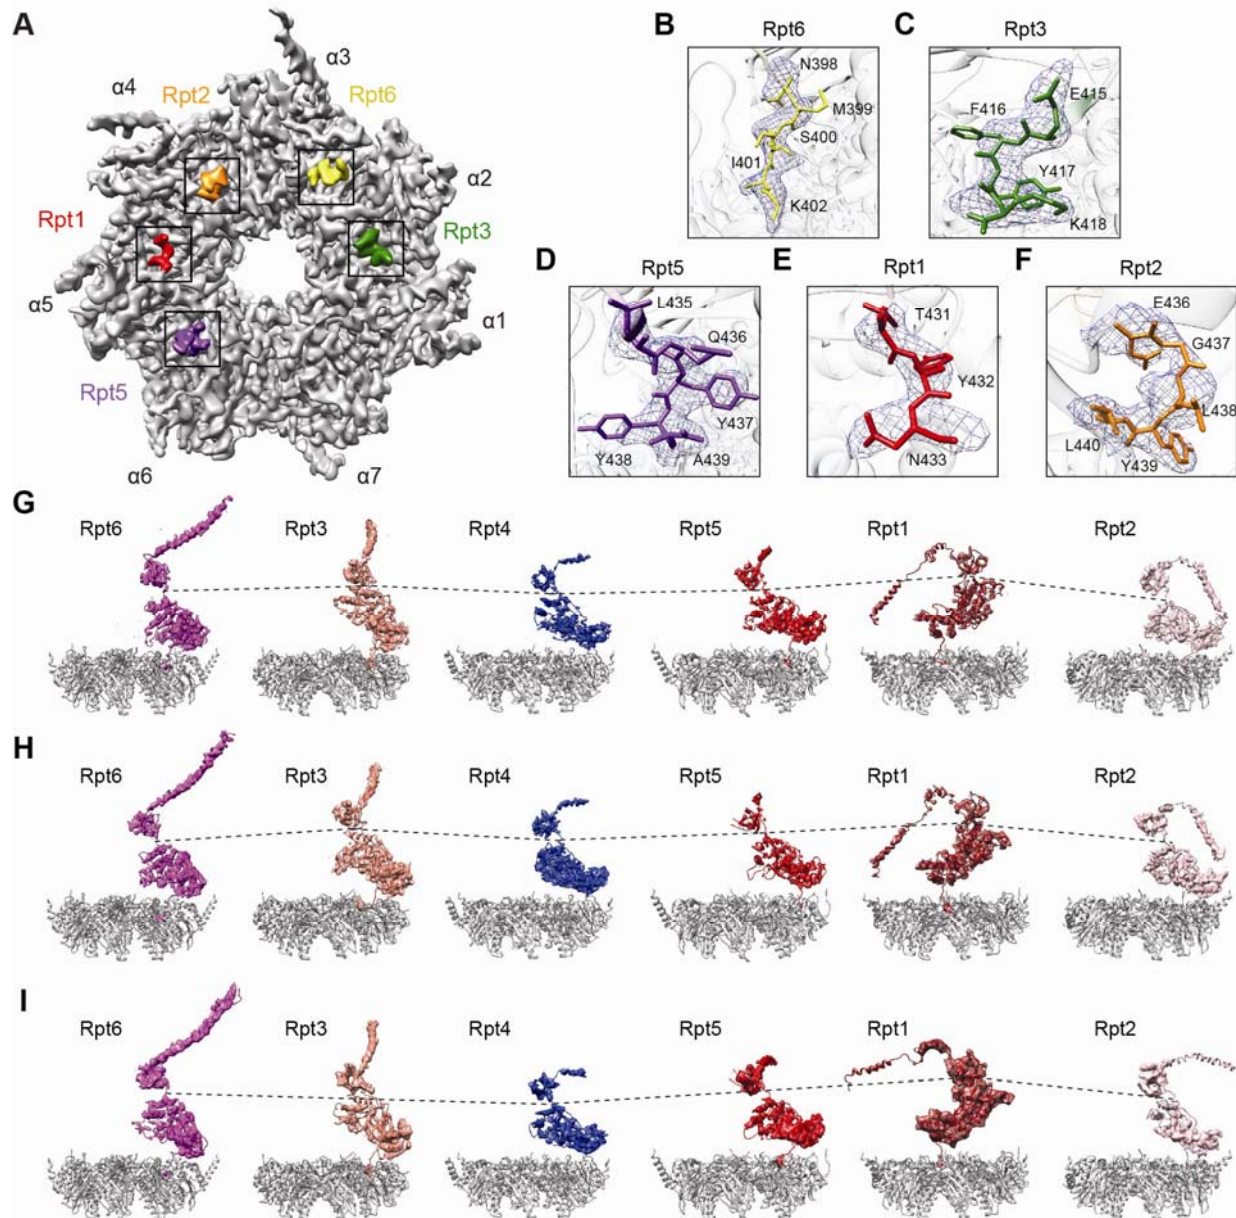 A
α3
α4
Rpt2
Rpt6
α2
Rpt1
Rpt3
α5
α1
Rpt5
α6
α7
B
Rpt6
N398
M399
S400
I401
K402
C
Rpt3
E415
F416
Y417
K418
D
Rpt5
L435
Q436
Y437
Y438
A439
E
Rpt1
T431
Y432
N433
F
Rpt2
E436
G437
L438
L440
Y439
G
Rpt6 Rpt3 Rpt4 Rpt5 Rpt1 Rpt2
H
Rpt6 Rpt3 Rpt4 Rpt5 Rpt1 Rpt2
I
Rpt6 Rpt3 Rpt4 Rpt5 Rpt1 Rpt2